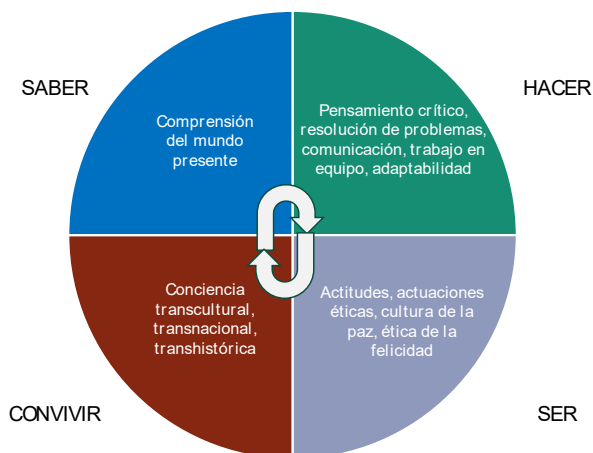 SABER
Comprensión
del mundo
presente
HACER
Pensamiento crítico,
resolución de problemas,
comunicación, trabajo en
equipo, adaptabilidad
CONVIVIR
Conciencia
transcultural,
transnacional,
transhistórica
SER
Actitudes, actuaciones
éticas, cultura de la
paz, ética de la
felicidad